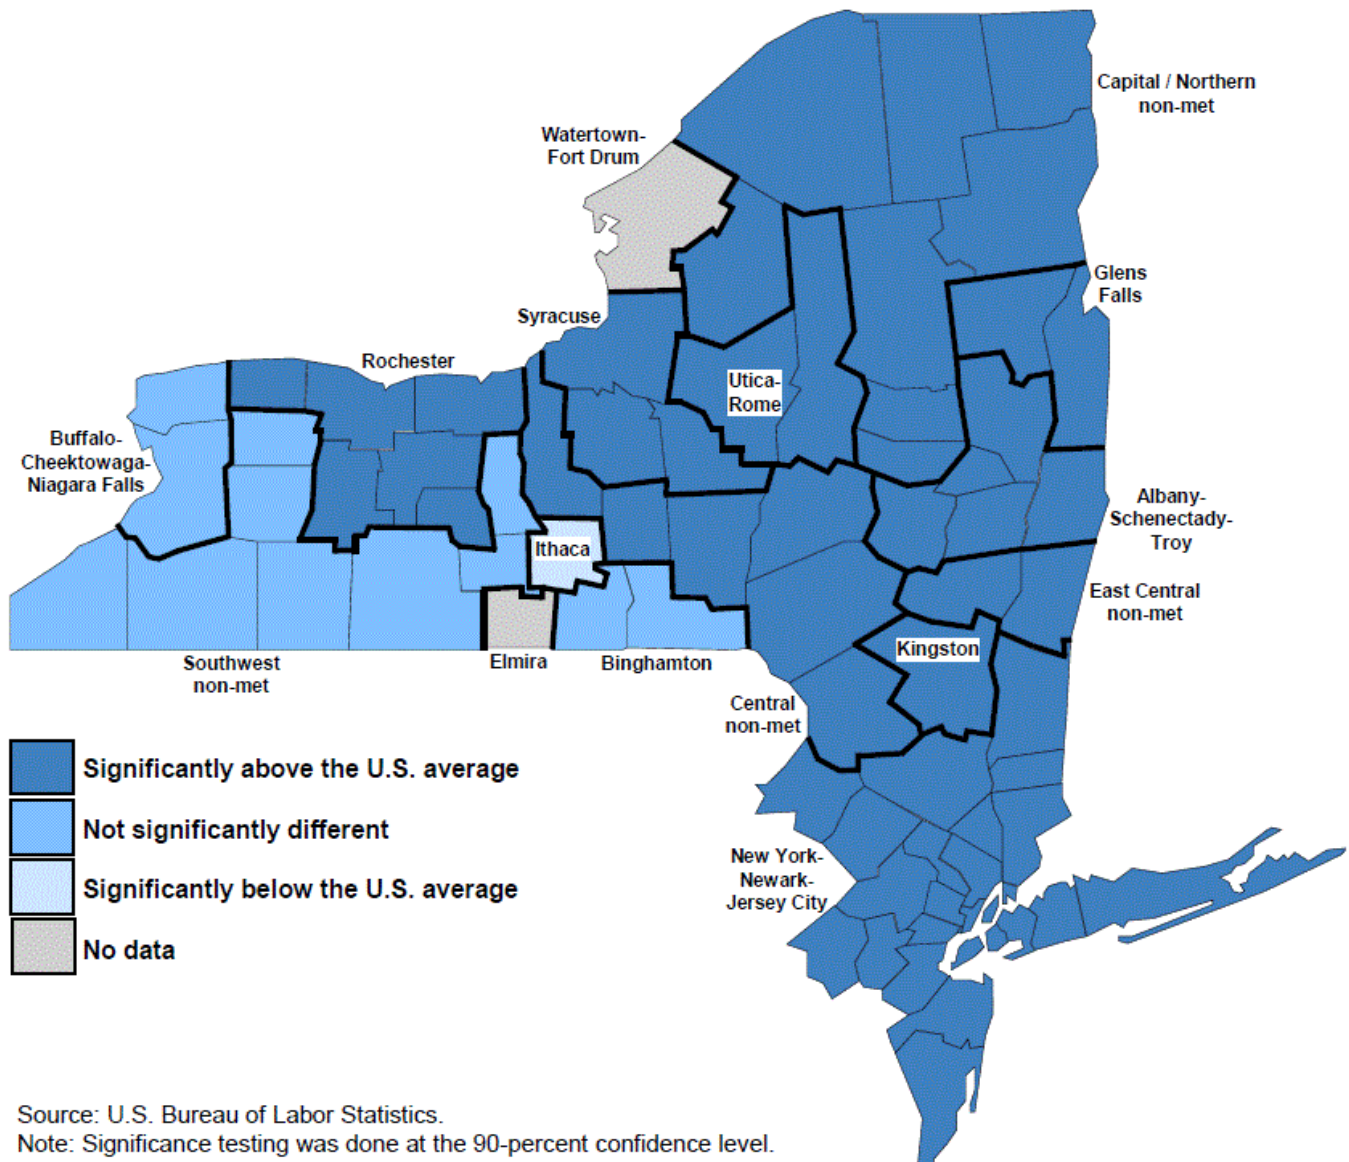 Capital / Northern
non-met
Watertown-
Fort Drum
Glens
Falls
Syracuse
Rochester
Utica-
Rome
Buffalo-
Cheektowaga-
Niagara Falls
Albany-
Schenectady-
Troy
Ithaca
East Central
non-met
Kingston
Southwest
non-met
Elmira
Binghamton
Central
non-met
Significantly above the U.S. average
Not significantly different
Significantly below the U.S. average
No data
New York-
Newark-
Jersey City
Source: U.S. Bureau of Labor Statistics.
Note: Significance testing was done at the 90-percent confidence level.